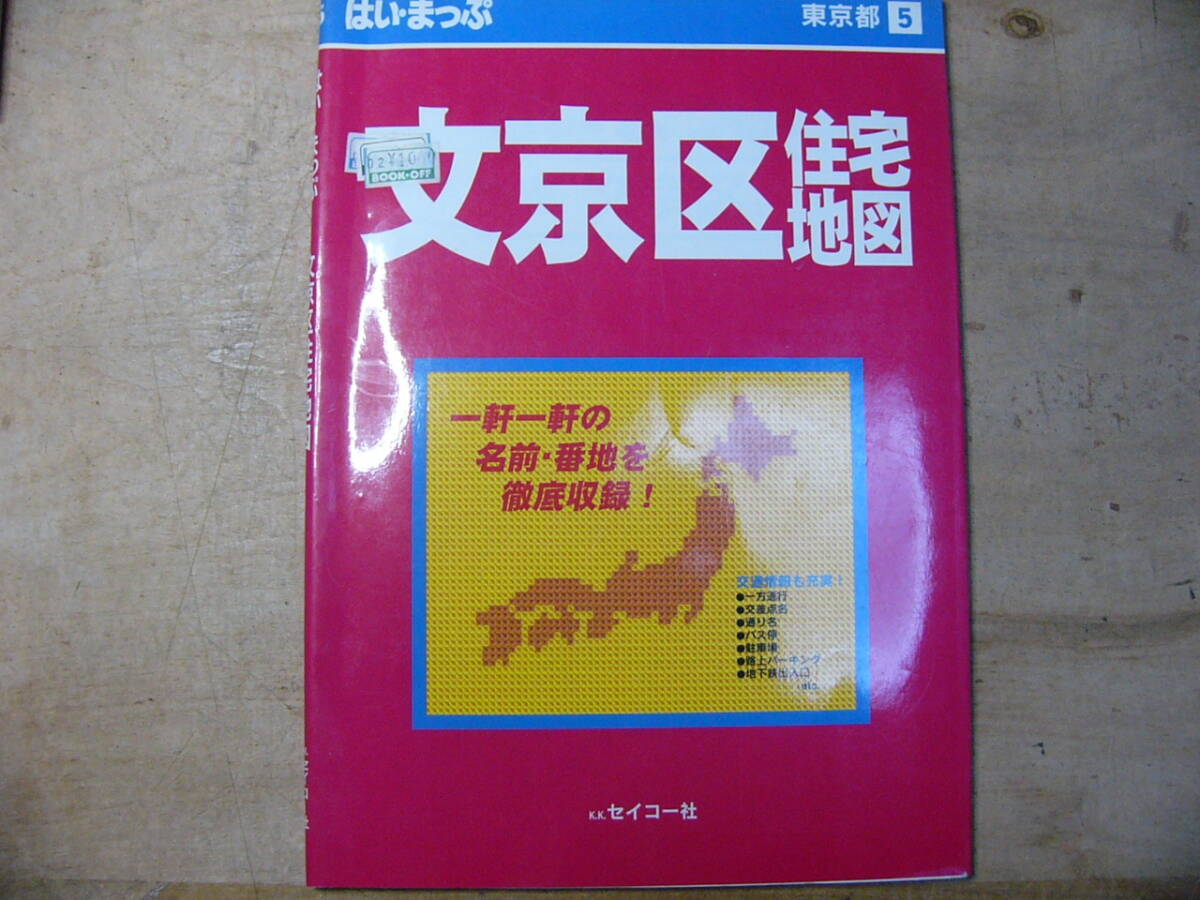 はい・まっぷ
東京都 5
文京区住宅地図
BOOK・OFF
一軒一軒の
名前・番地を
徹底収録！
交通情報も充実！
●一方通行
●交差点名
●通り名
●バス停
●駐車場
●路上パーキング
●地下鉄出入口
etc.
K.K.セイコー社